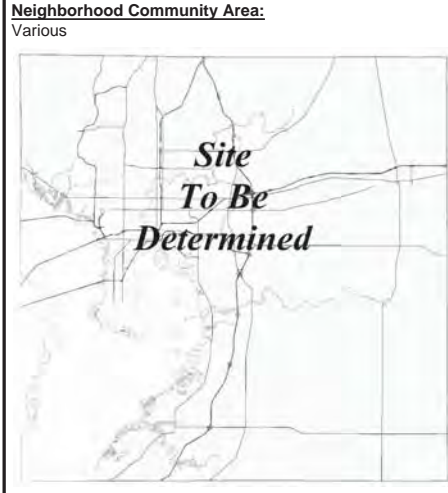 Neighborhood Community Area:
Various
Site
To Be
Determined